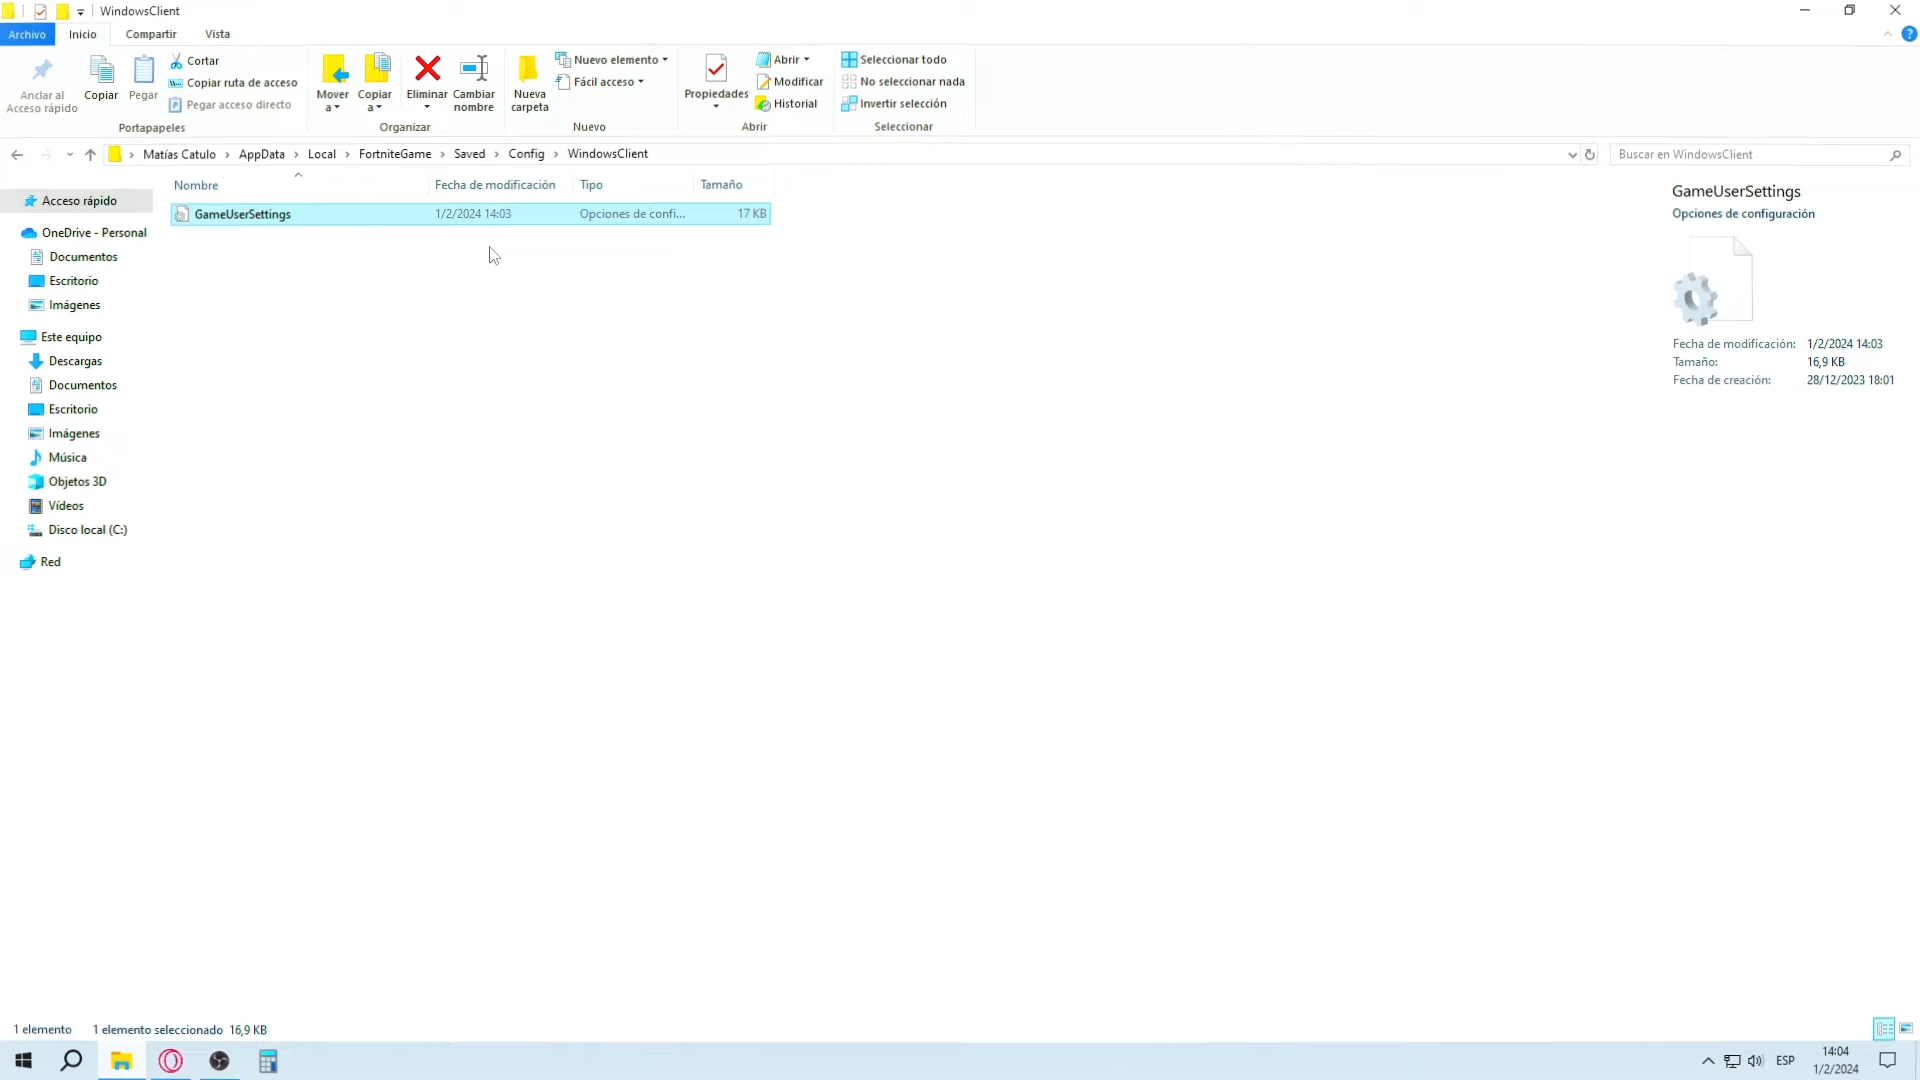 WindowsClient
Archivo Inicio Compartir Vista
Anclar al
Acceso rápido
Copiar
Pegar
Cortar
Copiar ruta de acceso
Pegar acceso directo
Portapapeles
Mover
a
Copiar
a
Eliminar
Cambiar
nombre
Organizar
Nueva
carpeta
Nuevo elemento
Fácil acceso
Nuevo
Propiedades
Abrir
Modificar
Historial
Abrir
Seleccionar todo
No seleccionar nada
Invertir selección
Seleccionar
Matías Catulo › AppData › Local › FortniteGame › Saved › Config › WindowsClient
Buscar en WindowsClient
Nombre Fecha de modificación Tipo Tamaño
GameUserSettings 1/2/2024 14:03 Opciones de confi... 17 KB
Acceso rápido
OneDrive - Personal
Documentos
Escritorio
Imágenes
Este equipo
Descargas
Documentos
Escritorio
Imágenes
Música
Objetos 3D
Vídeos
Disco local (C:)
Red
GameUserSettings
Opciones de configuración
Fecha de modificación: 1/2/2024 14:03
Tamaño: 16,9 KB
Fecha de creación: 28/12/2023 18:01
1 elemento 1 elemento seleccionado 16,9 KB
ESP
14:04
1/2/2024